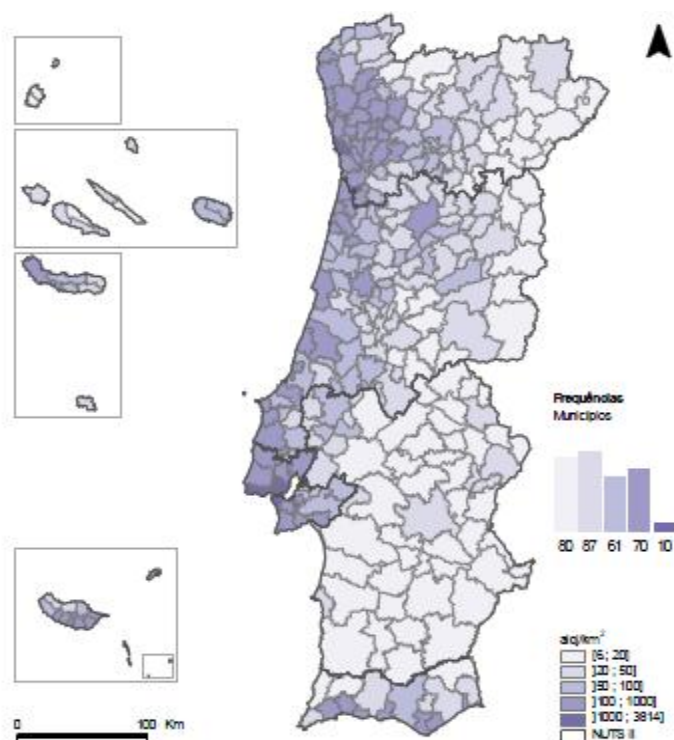 Frequências
Municípios
80 87 61 70 10
aloj/km²
[5 ; 20]
]20 ; 50]
]50 ; 100]
]100 ; 1000]
]1000 ; 3814]
NUTS II
0 100 Km